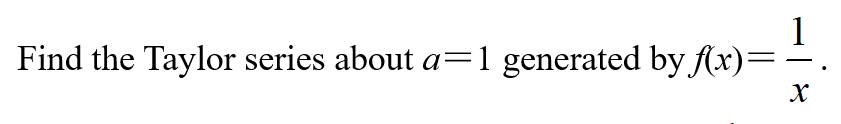 Find the Taylor series about a=1 generated by f(x)= 1/x.